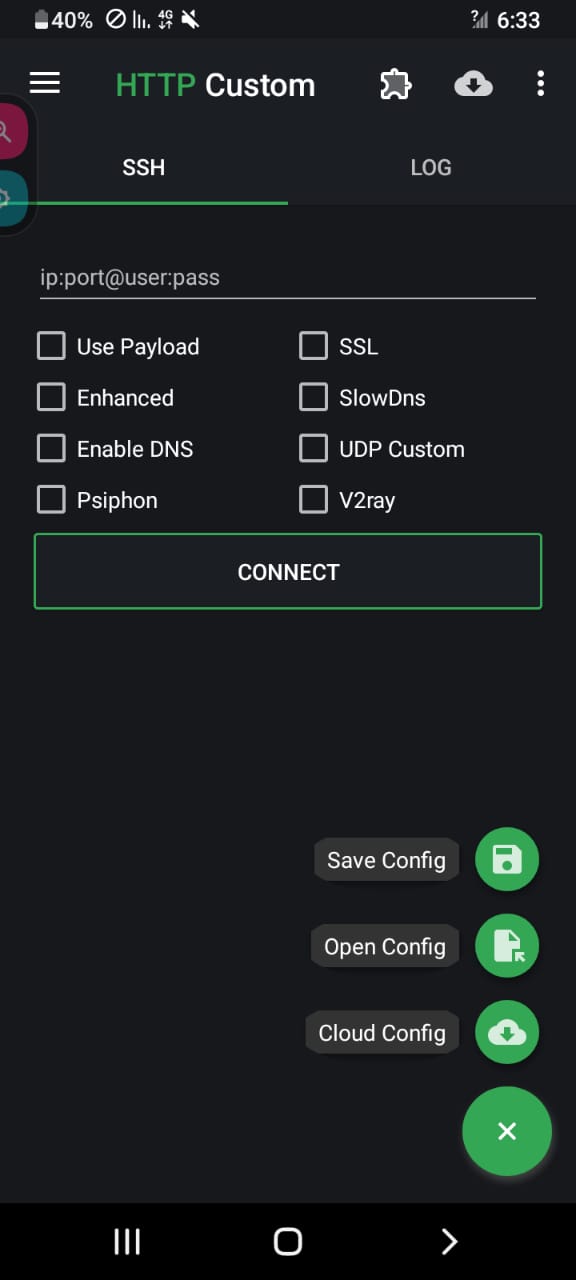 40% 4G 6:33
HTTP Custom
SSH LOG
ip:port@user:pass
Use Payload SSL
Enhanced SlowDns
Enable DNS UDP Custom
Psiphon V2ray
CONNECT
Save Config
Open Config
Cloud Config